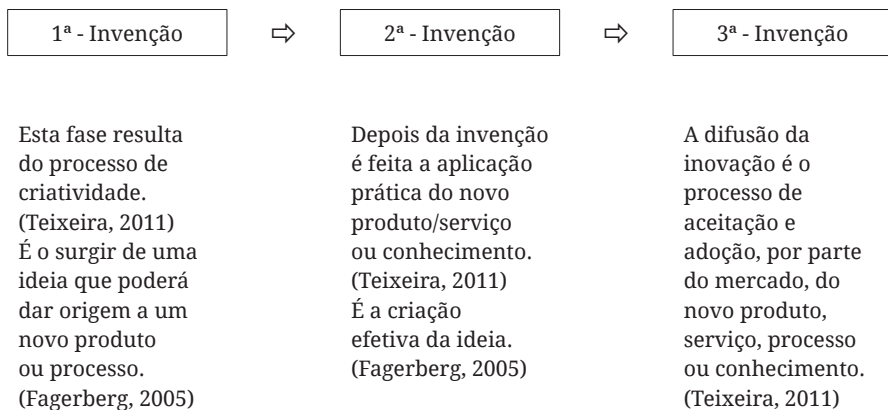 1ª - Invenção ⇨ 2ª - Invenção ⇨ 3ª - Invenção
Esta fase resulta
do processo de
criatividade.
(Teixeira, 2011)
É o surgir de uma
ideia que poderá
dar origem a um
novo produto
ou processo.
(Fagerberg, 2005)
Depois da invenção
é feita a aplicação
prática do novo
produto/serviço
ou conhecimento.
(Teixeira, 2011)
É a criação
efetiva da ideia.
(Fagerberg, 2005)
A difusão da
inovação é o
processo de
aceitação e
adoção, por parte
do mercado, do
novo produto,
serviço, processo
ou conhecimento.
(Teixeira, 2011)